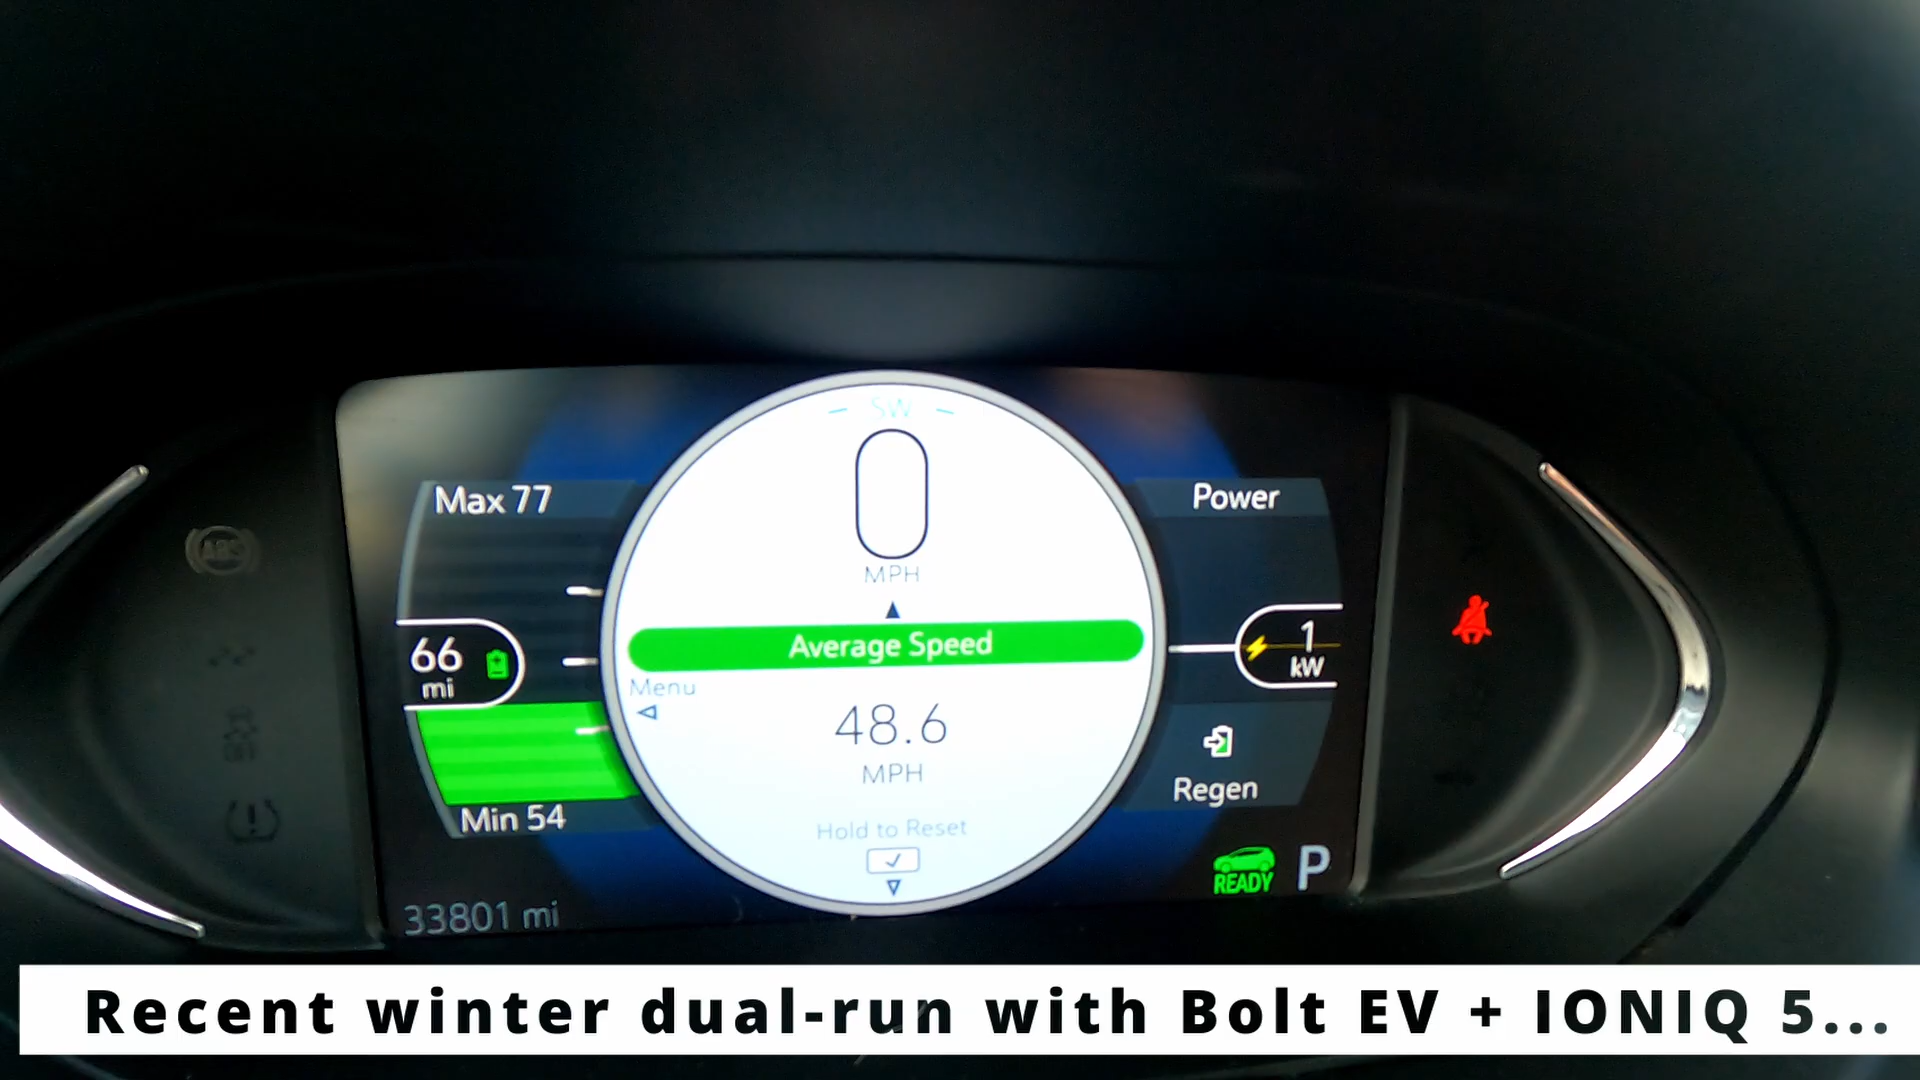 SW
0
MPH
Max 77
Power
ABS
66
mi
Average Speed
1
kW
Menu
48.6
MPH
Regen
Min 54
Hold to Reset
READY
P
33801 mi
Recent winter dual-run with Bolt EV + IONIQ 5...